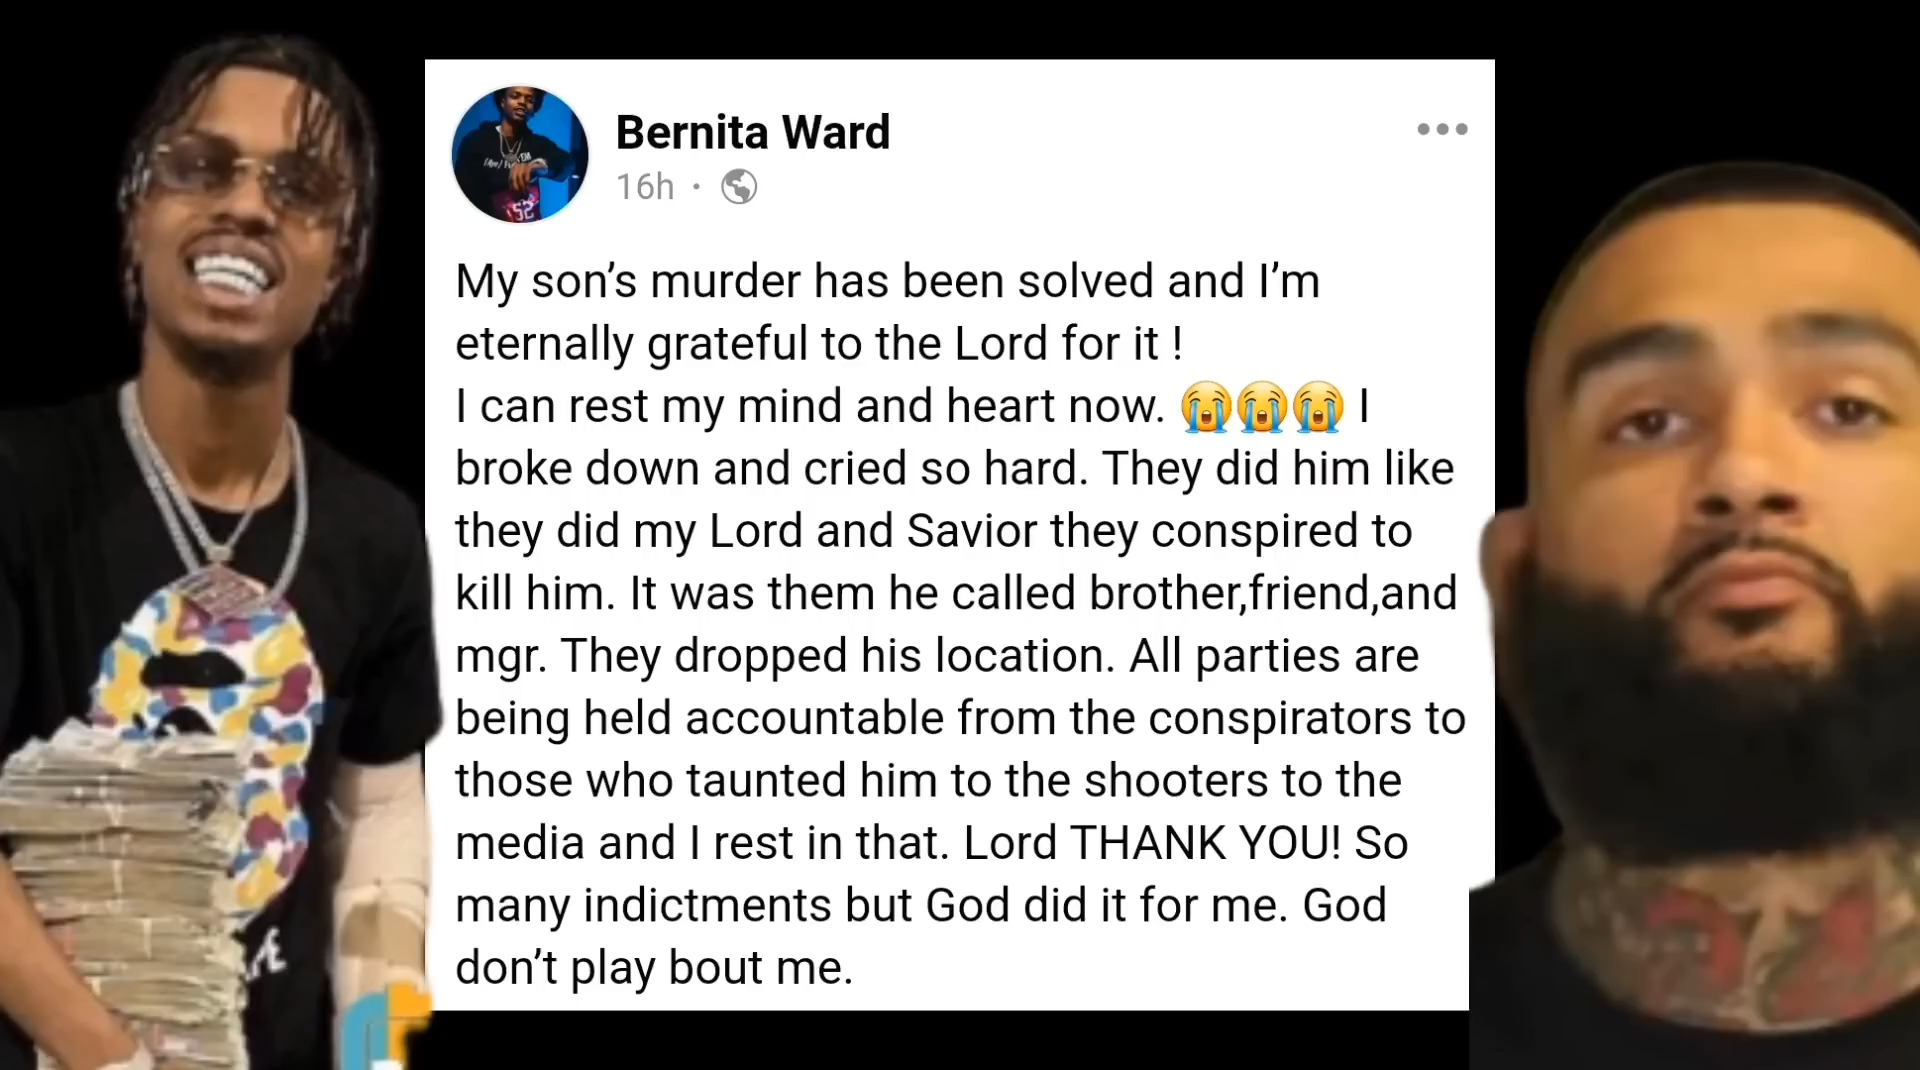 Bernita Ward
16h ·
My son’s murder has been solved and I’m
eternally grateful to the Lord for it !
I can rest my mind and heart now. 😭😭😭 I
broke down and cried so hard. They did him like
they did my Lord and Savior they conspired to
kill him. It was them he called brother,friend,and
mgr. They dropped his location. All parties are
being held accountable from the conspirators to
those who taunted him to the shooters to the
media and I rest in that. Lord THANK YOU! So
many indictments but God did it for me. God
don’t play bout me.